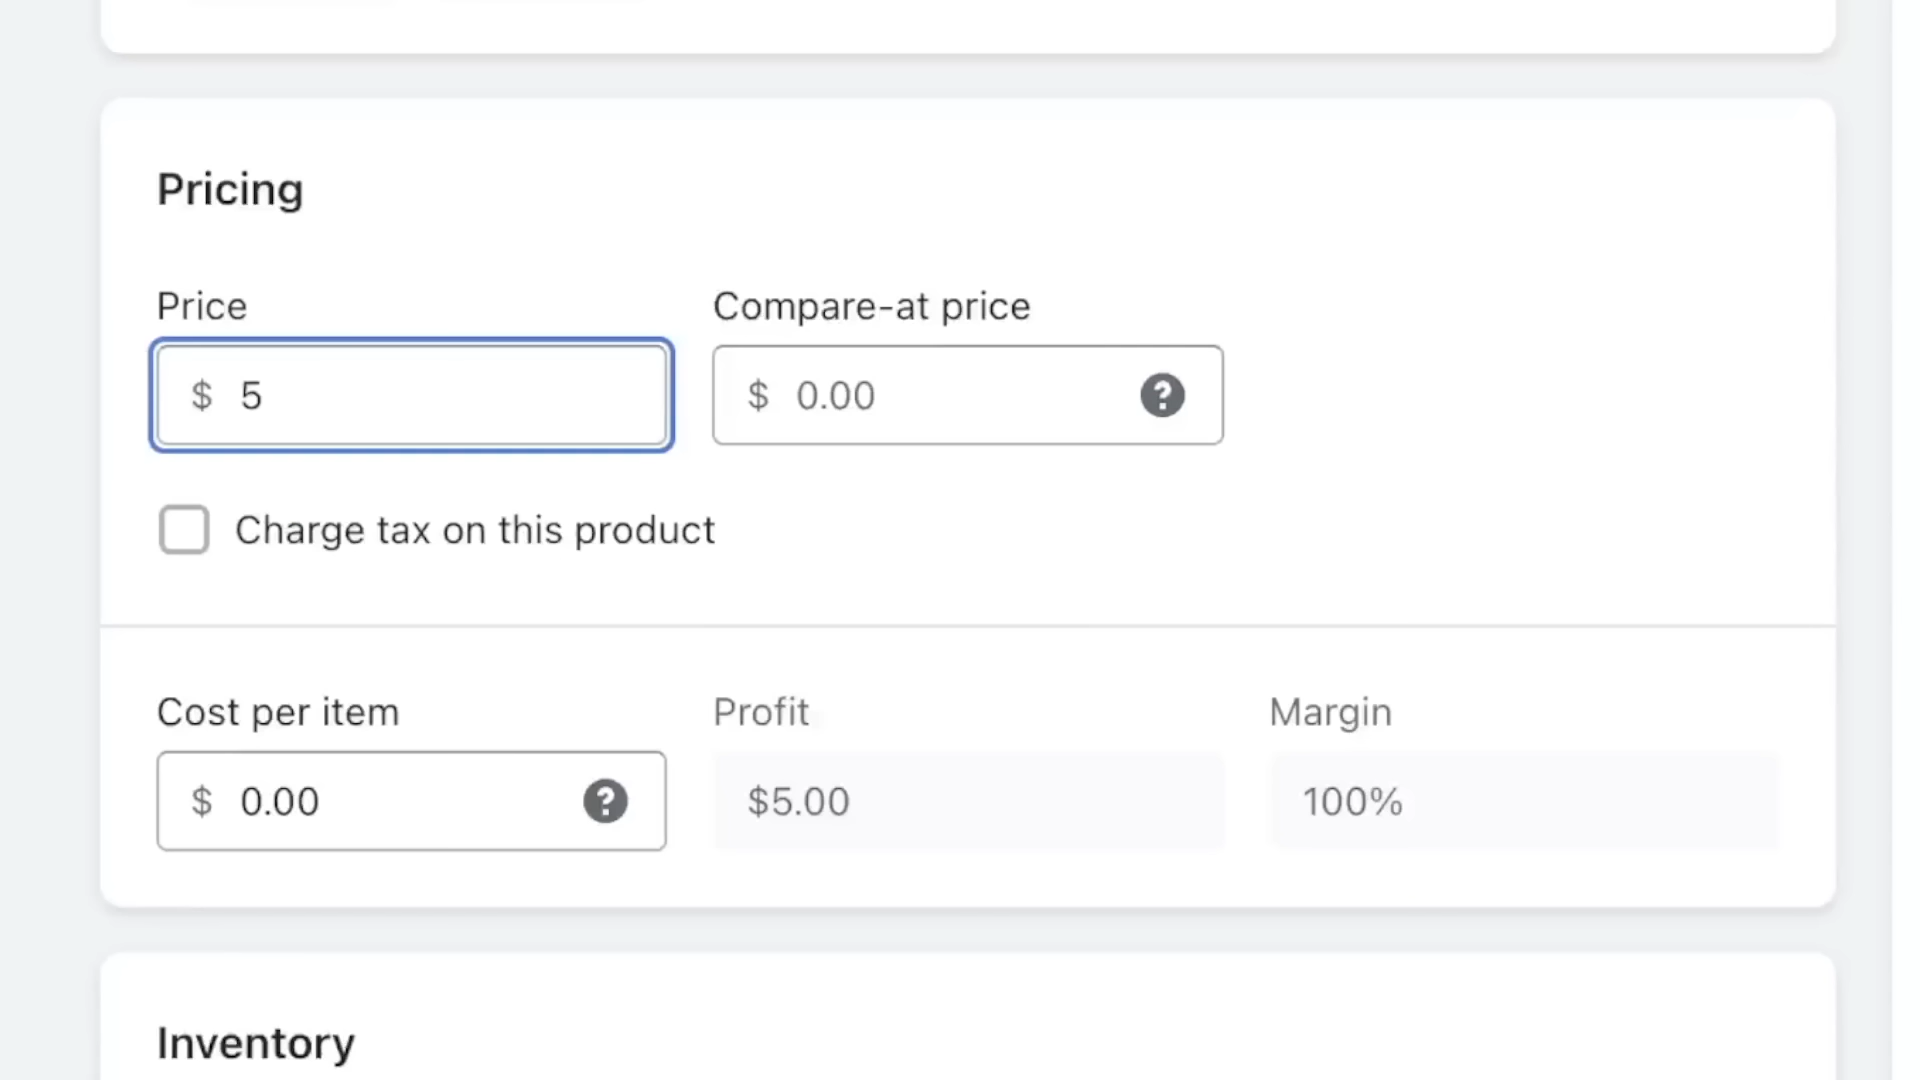 Pricing
Price Compare-at price
$ 5 $ 0.00 ?
Charge tax on this product
Cost per item Profit Margin
$ 0.00 ? $5.00 100%
Inventory